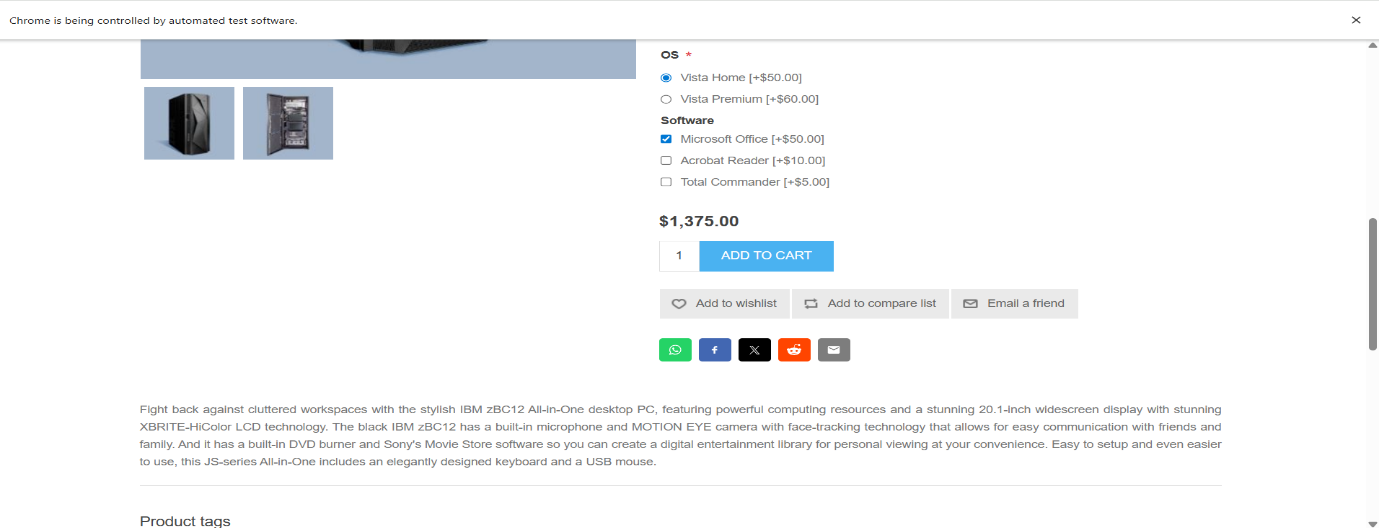 Chrome is being controlled by automated test software.
OS *
Vista Home [+$50.00]
Vista Premium [+$60.00]
Software
Microsoft Office [+$50.00]
Acrobat Reader [+$10.00]
Total Commander [+$5.00]
$1,375.00
1 ADD TO CART
Add to wishlist Add to compare list Email a friend
Fight back against cluttered workspaces with the stylish IBM zBC12 All-in-One desktop PC, featuring powerful computing resources and a stunning 20.1-inch widescreen display with stunning
XBRITE-HiColor LCD technology. The black IBM zBC12 has a built-in microphone and MOTION EYE camera with face-tracking technology that allows for easy communication with friends and
family. And it has a built-in DVD burner and Sony's Movie Store software so you can create a digital entertainment library for personal viewing at your convenience. Easy to setup and even easier
to use, this JS-series All-in-One includes an elegantly designed keyboard and a USB mouse.
Product tags